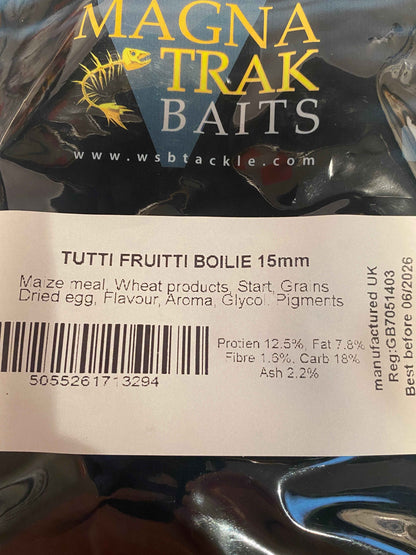 MAGNA
TRAK
BAITS
www.wsbtackle.com
TUTTI FRUITTI BOILIE 15mm
Maize meal, Wheat products, Start, Grains
Dried egg, Flavour, Aroma, Glycol, Pigments
5055261713294
Protien 12.5%, Fat 7.8%
Fibre 1.6%, Carb 18%
Ash 2.2%
manufactured UK
Reg:GB7051403
Best before 06/2026